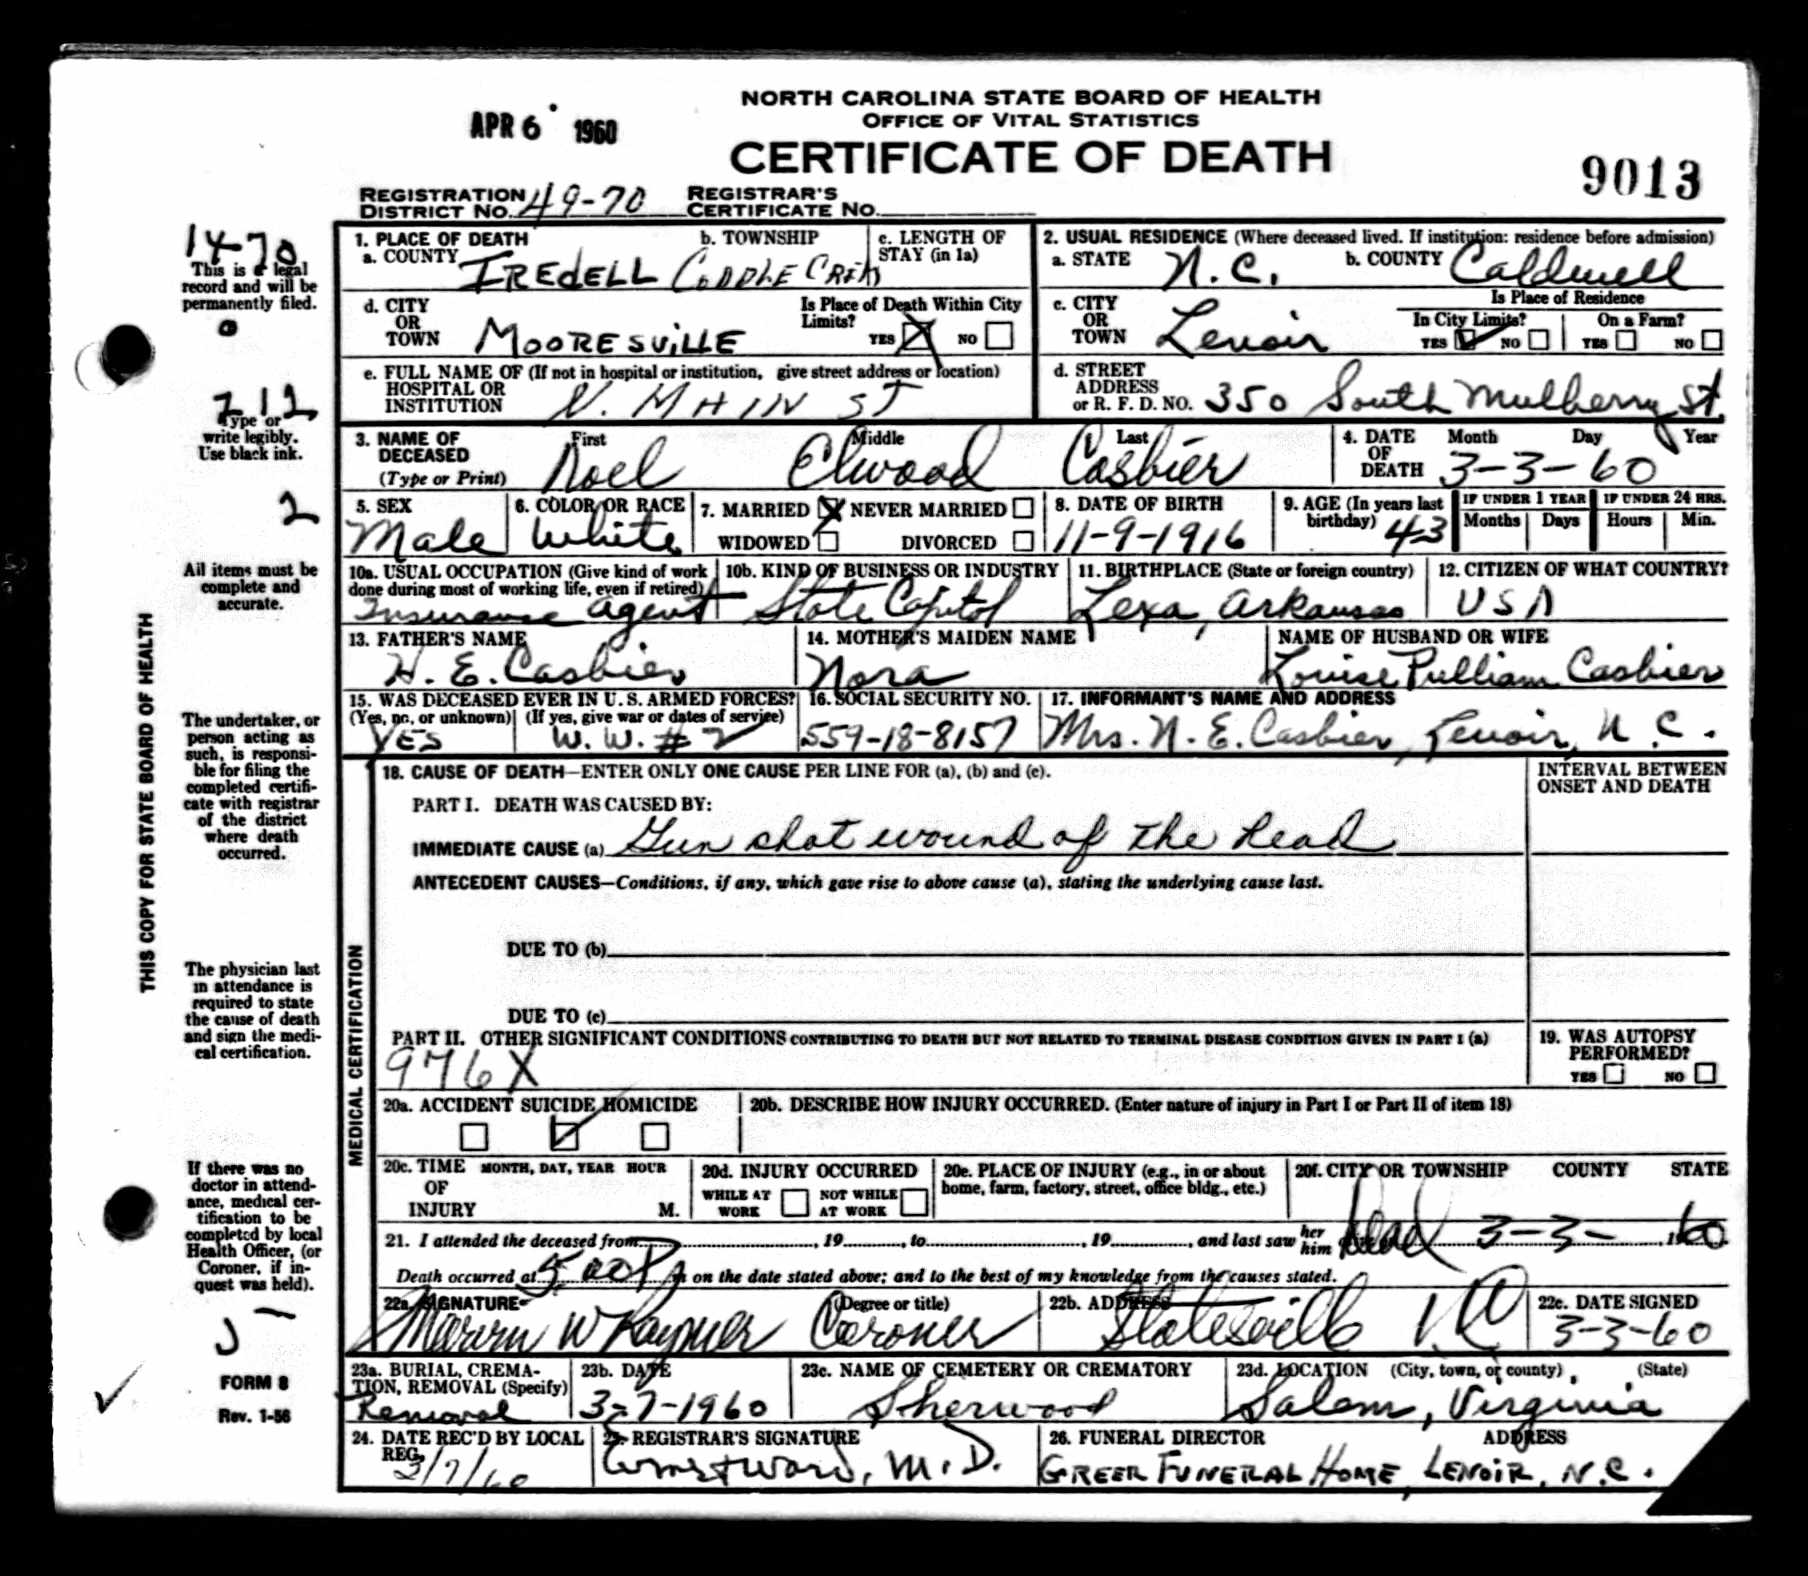 NORTH CAROLINA STATE BOARD OF HEALTH
OFFICE OF VITAL STATISTICS
APR 6 1960
CERTIFICATE OF DEATH
9013
REGISTRATION DISTRICT NO. 49-70 REGISTRAR'S CERTIFICATE NO.
1. PLACE OF DEATH
a. COUNTY IREDELL
b. TOWNSHIP CODDLE CREEK
c. LENGTH OF STAY (in 1a)
2. USUAL RESIDENCE (Where deceased lived. If institution: residence before admission)
a. STATE N.C.
b. COUNTY Caldwell
d. CITY OR TOWN MOORESVILLE
Is Place of Death Within City Limits? YES X NO
c. CITY OR TOWN Lenoir
Is Place of Residence
In City Limits? YES NO
On a Farm? YES NO
e. FULL NAME OF (If not in hospital or institution, give street address or location)
HOSPITAL OR INSTITUTION N. MAIN ST
d. STREET ADDRESS or R. F. D. NO. 350 South Mulberry St.
3. NAME OF DECEASED (Type or Print)
First Noel Middle Elwood Last Casbier
4. DATE OF DEATH Month Day Year 3-3-60
5. SEX Male
6. COLOR OR RACE White
7. MARRIED X NEVER MARRIED
WIDOWED DIVORCED
8. DATE OF BIRTH 11-9-1916
9. AGE (In years last birthday) 43
IF UNDER 1 YEAR Months Days
IF UNDER 24 HRS. Hours Min.
10a. USUAL OCCUPATION (Give kind of work done during most of working life, even if retired) Insurance agent
10b. KIND OF BUSINESS OR INDUSTRY State Capitol
11. BIRTHPLACE (State or foreign country) Lexa, Arkansas
12. CITIZEN OF WHAT COUNTRY? USA
13. FATHER'S NAME H. E. Casbier
14. MOTHER'S MAIDEN NAME Nora
NAME OF HUSBAND OR WIFE Louise Pulliam Casbier
15. WAS DECEASED EVER IN U. S. ARMED FORCES?
(Yes, no, or unknown) YES
(If yes, give war or dates of service) W. W. #2
16. SOCIAL SECURITY NO. 559-18-8157
17. INFORMANT'S NAME AND ADDRESS Mrs. N. E. Casbier, Lenoir, N. C.
MEDICAL CERTIFICATION
18. CAUSE OF DEATH—ENTER ONLY ONE CAUSE PER LINE FOR (a), (b) and (c).
INTERVAL BETWEEN ONSET AND DEATH
PART I. DEATH WAS CAUSED BY:
IMMEDIATE CAUSE (a) Gun shot wound of the head
ANTECEDENT CAUSES—Conditions, if any, which gave rise to above cause (a), stating the underlying cause last.
DUE TO (b)
DUE TO (c)
PART II. OTHER SIGNIFICANT CONDITIONS CONTRIBUTING TO DEATH BUT NOT RELATED TO TERMINAL DISEASE CONDITION GIVEN IN PART I (a)
976X
19. WAS AUTOPSY PERFORMED?
YES NO
20a. ACCIDENT SUICIDE HOMICIDE
20b. DESCRIBE HOW INJURY OCCURRED. (Enter nature of injury in Part I or Part II of item 18)
20c. TIME OF INJURY MONTH, DAY, YEAR HOUR M.
20d. INJURY OCCURRED
WHILE AT WORK NOT WHILE AT WORK
20e. PLACE OF INJURY (e.g., in or about home, farm, factory, street, office bldg., etc.)
20f. CITY OR TOWNSHIP COUNTY STATE
21. I attended the deceased from , 19 , to , 19 , and last saw her him Dead 3-3- 60
Death occurred at 5:00 P m on the date stated above; and to the best of my knowledge from the causes stated.
22a. SIGNATURE (Degree or title) Marvin W Raymer Coroner
22b. ADDRESS Statesville NC
22c. DATE SIGNED 3-3-60
23a. BURIAL, CREMATION, REMOVAL (Specify) Removal
23b. DATE 3-7-1960
23c. NAME OF CEMETERY OR CREMATORY Sherwood
23d. LOCATION (City, town, or county) (State) Salem, Virginia
24. DATE REC'D BY LOCAL REG. 3/7/60
25. REGISTRAR'S SIGNATURE Ernest Ward, M.D.
26. FUNERAL DIRECTOR ADDRESS
GREER FUNERAL HOME, LENOIR, N.C.
THIS COPY FOR STATE BOARD OF HEALTH
1470
This is a legal
record and will be
permanently filed.
0
212
Type or
write legibly.
Use black ink.
2
All items must be
complete and
accurate.
The undertaker, or
person acting as
such, is responsi-
ble for filing the
completed certifi-
cate with registrar
of the district
where death
occurred.
The physician last
in attendance is
required to state
the cause of death
and sign the medi-
cal certification.
If there was no
doctor in attend-
ance, medical cer-
tification to be
completed by local
Health Officer, (or
Coroner, if in-
quest was held).
FORM 8
Rev. 1-56